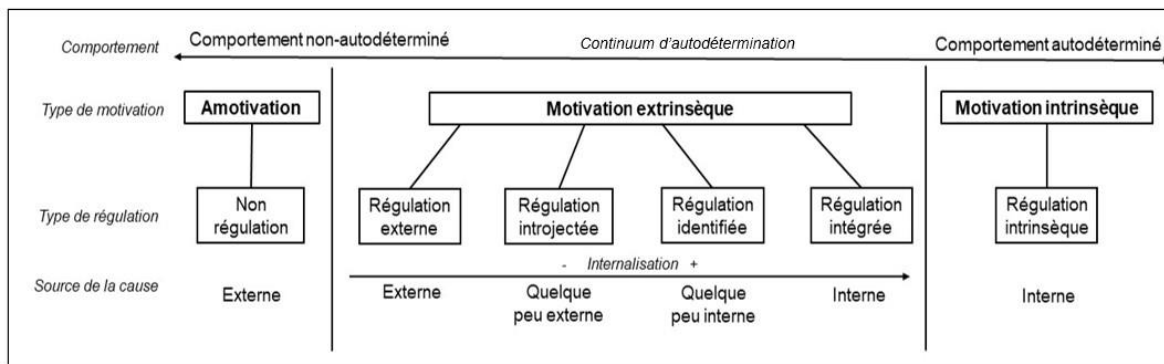 Comportement
Comportement non-autodéterminé
Continuum d'autodétermination
Comportement autodéterminé
Type de motivation
Amotivation
Motivation extrinsèque
Motivation intrinsèque
Type de régulation
Non
régulation
Régulation
externe
Régulation
introjectée
Régulation
identifiée
Régulation
intégrée
Régulation
intrinsèque
- Internalisation +
Source de la cause
Externe
Externe
Quelque
peu externe
Quelque
peu interne
Interne
Interne